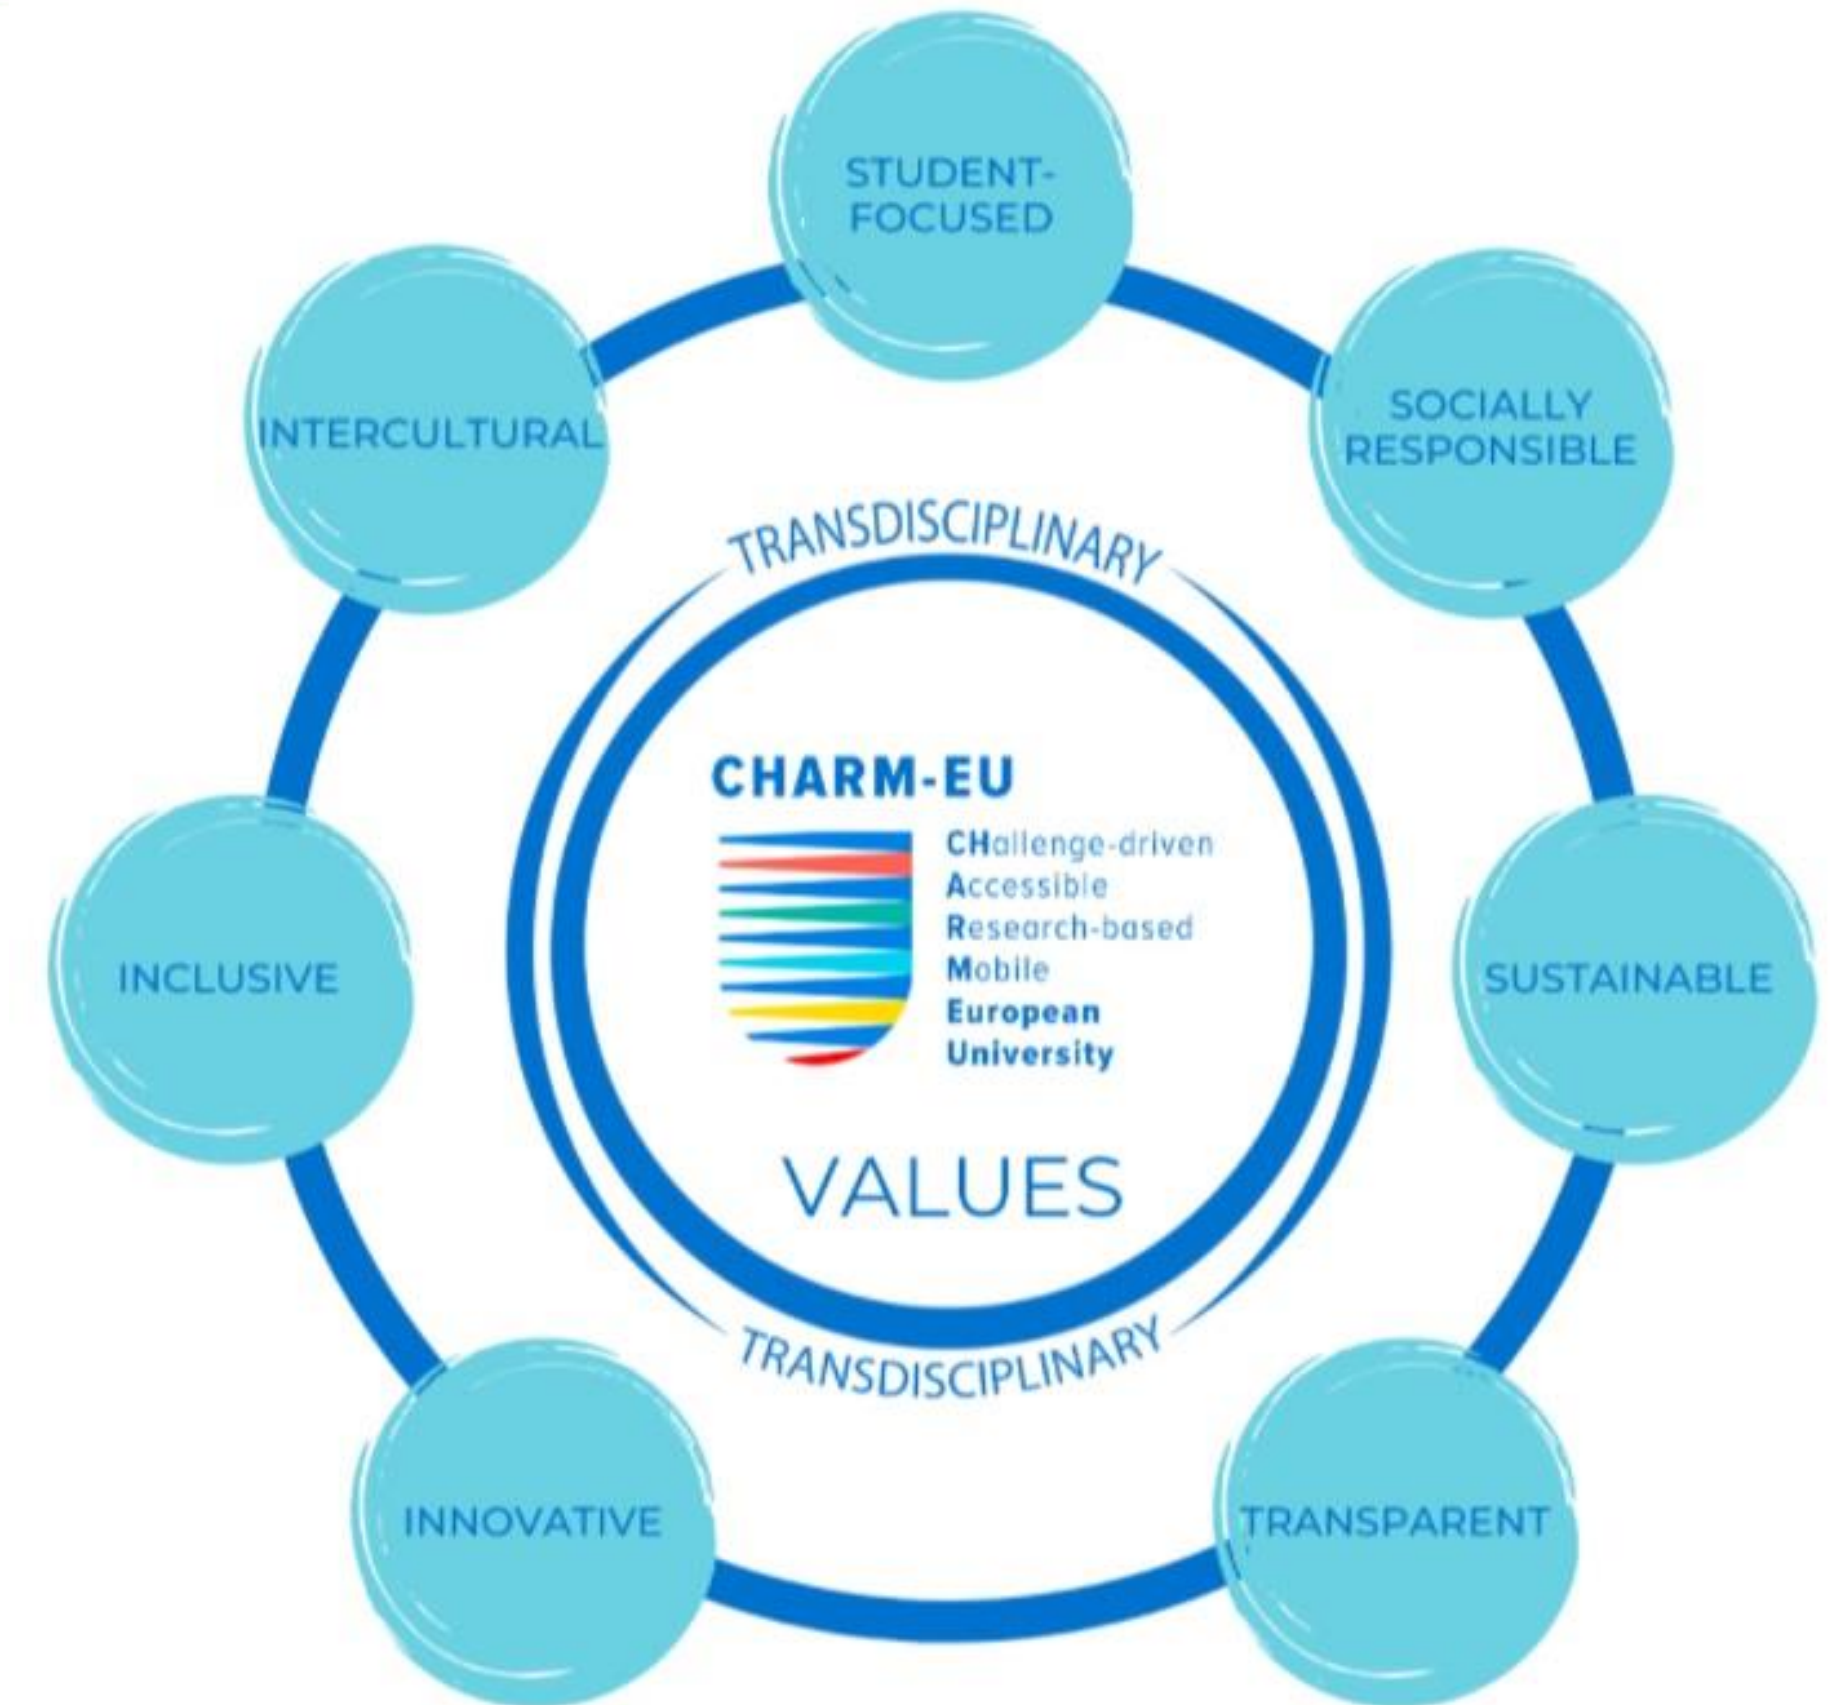 STUDENT-
FOCUSED
INTERCULTURAL
SOCIALLY
RESPONSIBLE
TRANSDISCIPLINARY
CHARM-EU
CHallenge-driven
Accessible
Research-based
Mobile
European
University
INCLUSIVE
SUSTAINABLE
VALUES
TRANSDISCIPLINARY
INNOVATIVE
TRANSPARENT